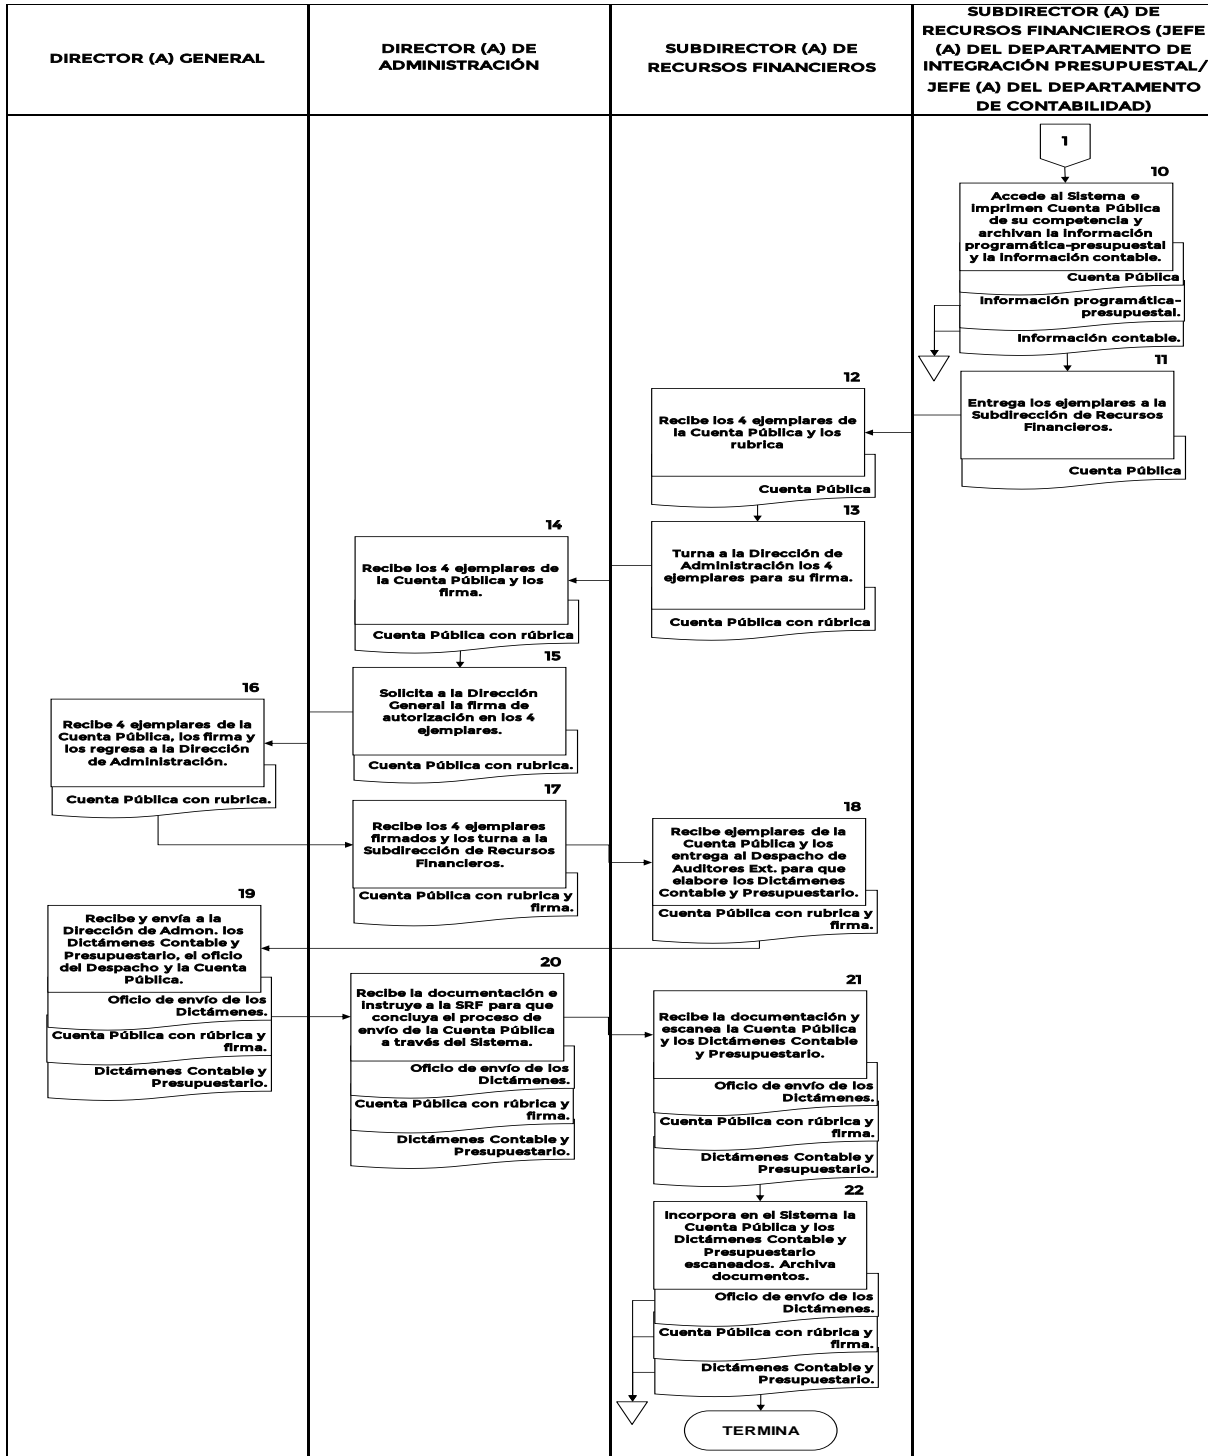 DIRECTOR (A) GENERAL
DIRECTOR (A) DE
ADMINISTRACIÓN
SUBDIRECTOR (A) DE
RECURSOS FINANCIEROS
SUBDIRECTOR (A) DE
RECURSOS FINANCIEROS (JEFE
(A) DEL DEPARTAMENTO DE
INTEGRACIÓN PRESUPUESTAL/
JEFE (A) DEL DEPARTAMENTO
DE CONTABILIDAD)
1
10
Accede al Sistema e
imprimen Cuenta Pública
de su competencia y
archivan la información
programática-presupuestal
y la información contable.
Cuenta Pública
Información programática-
presupuestal.
Información contable.
11
Entrega los ejemplares a la
Subdirección de Recursos
Financieros.
Cuenta Pública
12
Recibe los 4 ejemplares de
la Cuenta Pública y los
rubrica
Cuenta Pública
13
Turna a la Dirección de
Administración los 4
ejemplares para su firma.
Cuenta Pública con rúbrica
14
Recibe los 4 ejemplares de
la Cuenta Pública y los
firma.
Cuenta Pública con rúbrica
15
Solicita a la Dirección
General la firma de
autorización en los 4
ejemplares.
Cuenta Pública con rubrica.
16
Recibe 4 ejemplares de la
Cuenta Pública, los firma y
los regresa a la Dirección
de Administración.
Cuenta Pública con rubrica.
17
Recibe los 4 ejemplares
firmados y los turna a la
Subdirección de Recursos
Financieros.
Cuenta Pública con rubrica y
firma.
18
Recibe ejemplares de la
Cuenta Pública y los
entrega al Despacho de
Auditores Ext. para que
elabore los Dictámenes
Contable y Presupuestario.
Cuenta Pública con rubrica y
firma.
19
Recibe y envía a la
Dirección de Admon. los
Dictámenes Contable y
Presupuestario, el oficio
del Despacho y la Cuenta
Pública.
Oficio de envío de los
Dictámenes.
Cuenta Pública con rúbrica y
firma.
Dictámenes Contable y
Presupuestario.
20
Recibe la documentación e
instruye a la SRF para que
concluya el proceso de
envío de la Cuenta Pública
a través del Sistema.
Oficio de envío de los
Dictámenes.
Cuenta Pública con rúbrica y
firma.
Dictámenes Contable y
Presupuestario.
21
Recibe la documentación y
escanea la Cuenta Pública
y los Dictámenes Contable
y Presupuestario.
Oficio de envío de los
Dictámenes.
Cuenta Pública con rúbrica y
firma.
Dictámenes Contable y
Presupuestario.
22
Incorpora en el Sistema la
Cuenta Pública y los
Dictámenes Contable y
Presupuestario
escaneados. Archiva
documentos.
Oficio de envío de los
Dictámenes.
Cuenta Pública con rúbrica y
firma.
Dictámenes Contable y
Presupuestario.
TERMINA